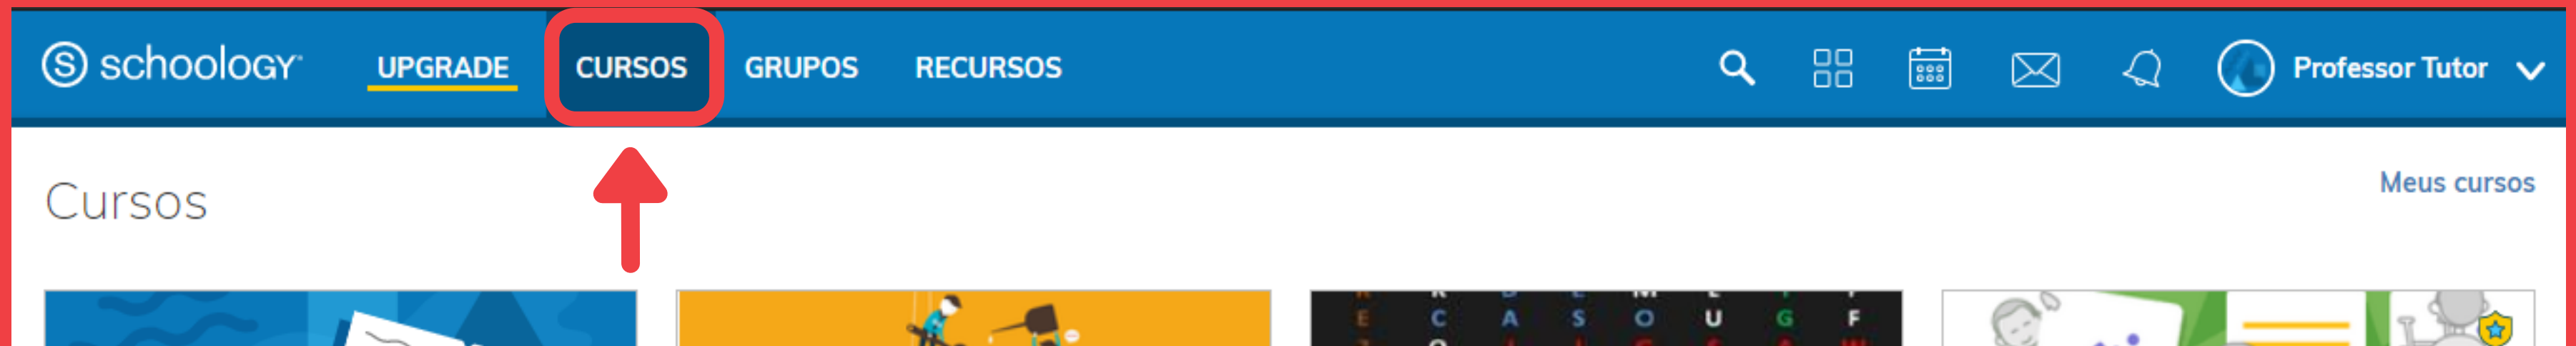 S schoology UPGRADE CURSOS GRUPOS RECURSOS Professor Tutor
Cursos
Meus cursos
E C A S O U G F